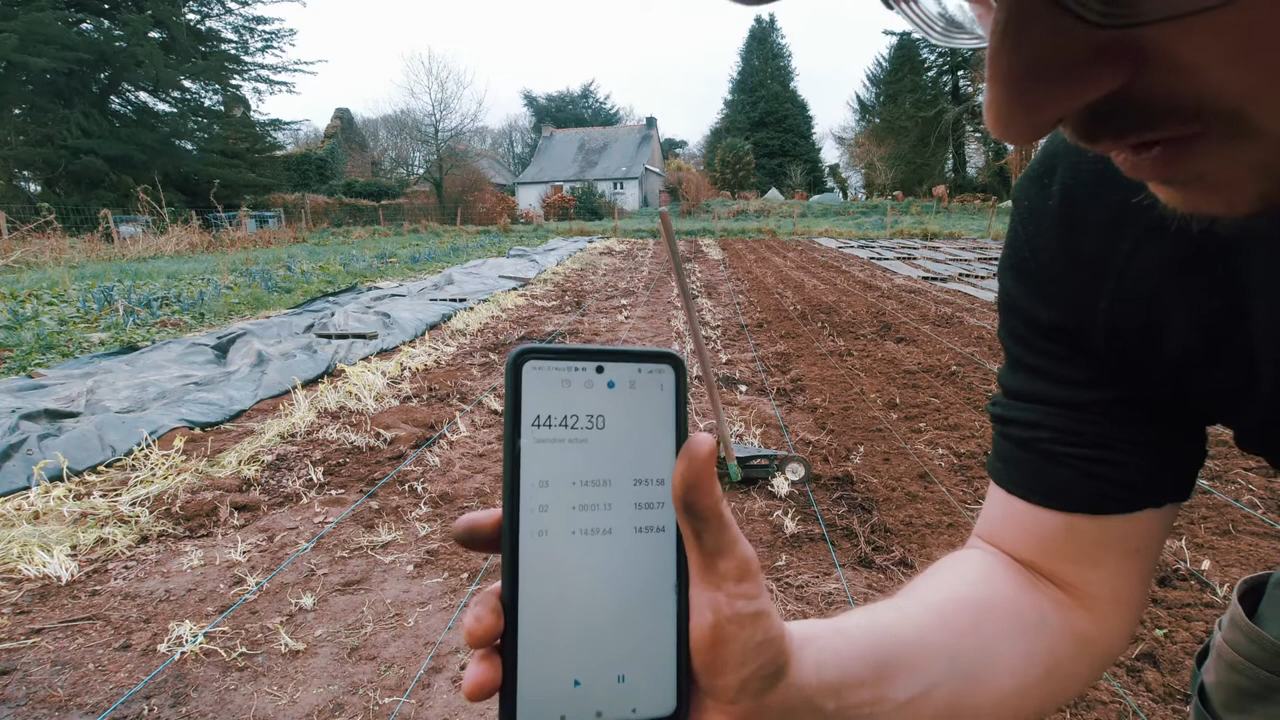 44:42.30
03 + 14:50.81 29:51.58
02 + 00:01.13 15:00.77
01 + 14:59.64 14:59.64